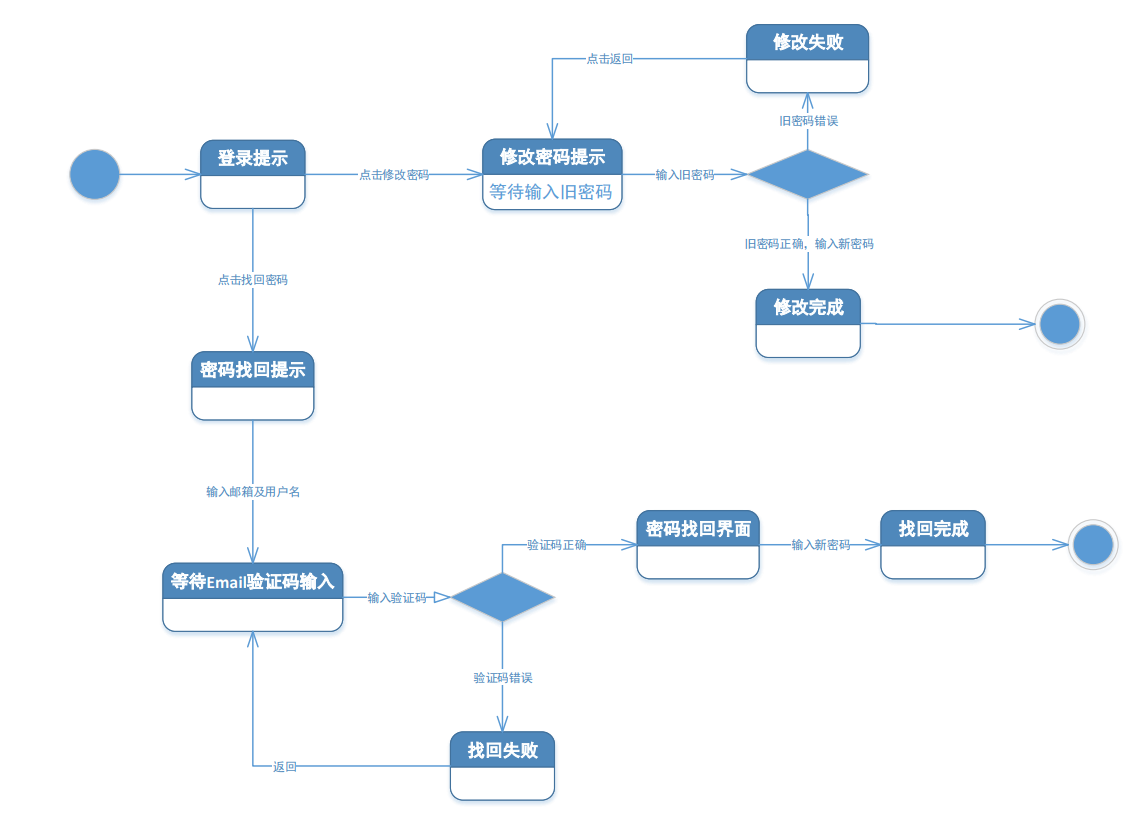 修改失败
点击返回
旧密码错误
登录提示
点击修改密码
修改密码提示
等待输入旧密码
输入旧密码
旧密码正确，输入新密码
点击找回密码
修改完成
密码找回提示
输入邮箱及用户名
验证码正确
密码找回界面
输入新密码
找回完成
等待Email验证码输入
输入验证码
验证码错误
找回失败
返回